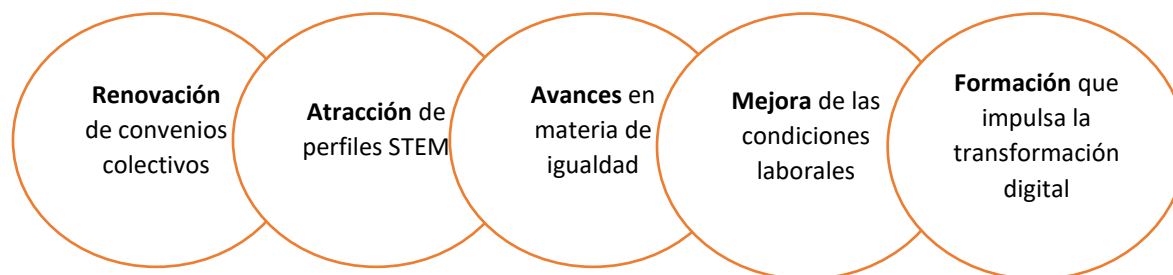 Renovación
de convenios
colectivos
Atracción de
perfiles STEM
Avances en
materia de
igualdad
Mejora de las
condiciones
laborales
Formación que
impulsa la
transformación
digital